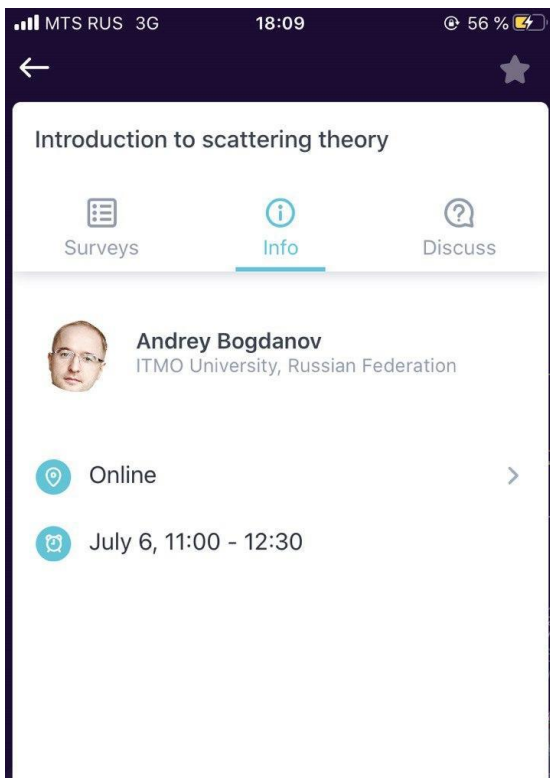 MTS RUS 3G 18:09 56 %
Introduction to scattering theory
Surveys Info Discuss
Andrey Bogdanov
ITMO University, Russian Federation
Online
July 6, 11:00 - 12:30